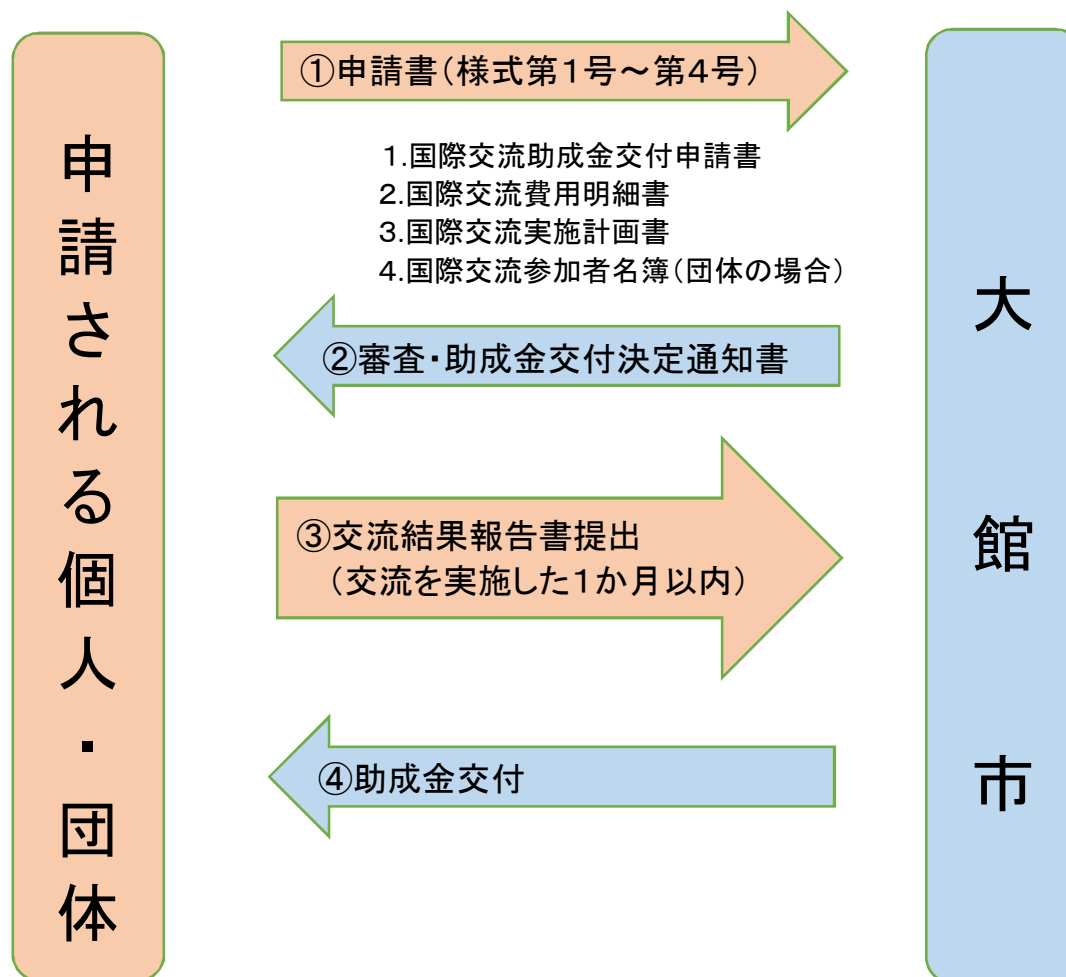 申請される個人・団体
①申請書(様式第1号～第4号)
1.国際交流助成金交付申請書
2.国際交流費用明細書
3.国際交流実施計画書
4.国際交流参加者名簿(団体の場合)
②審査・助成金交付決定通知書
③交流結果報告書提出
(交流を実施した1か月以内)
④助成金交付
大館市